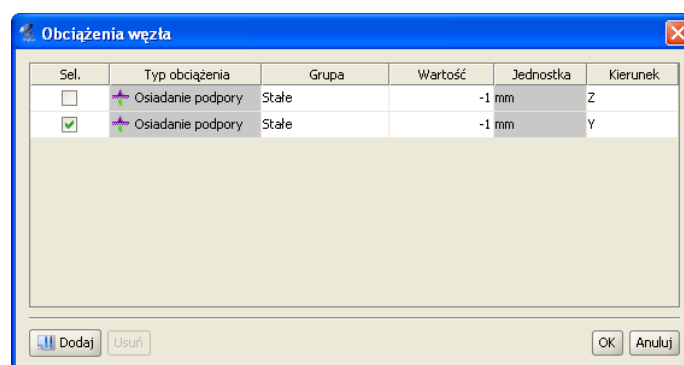 Obciążenia węzła
Sel. Typ obciążenia Grupa Wartość Jednostka Kierunek
Osiadanie podpory Stałe -1 mm Z
Osiadanie podpory Stałe -1 mm Y
Dodaj Usuń OK Anuluj